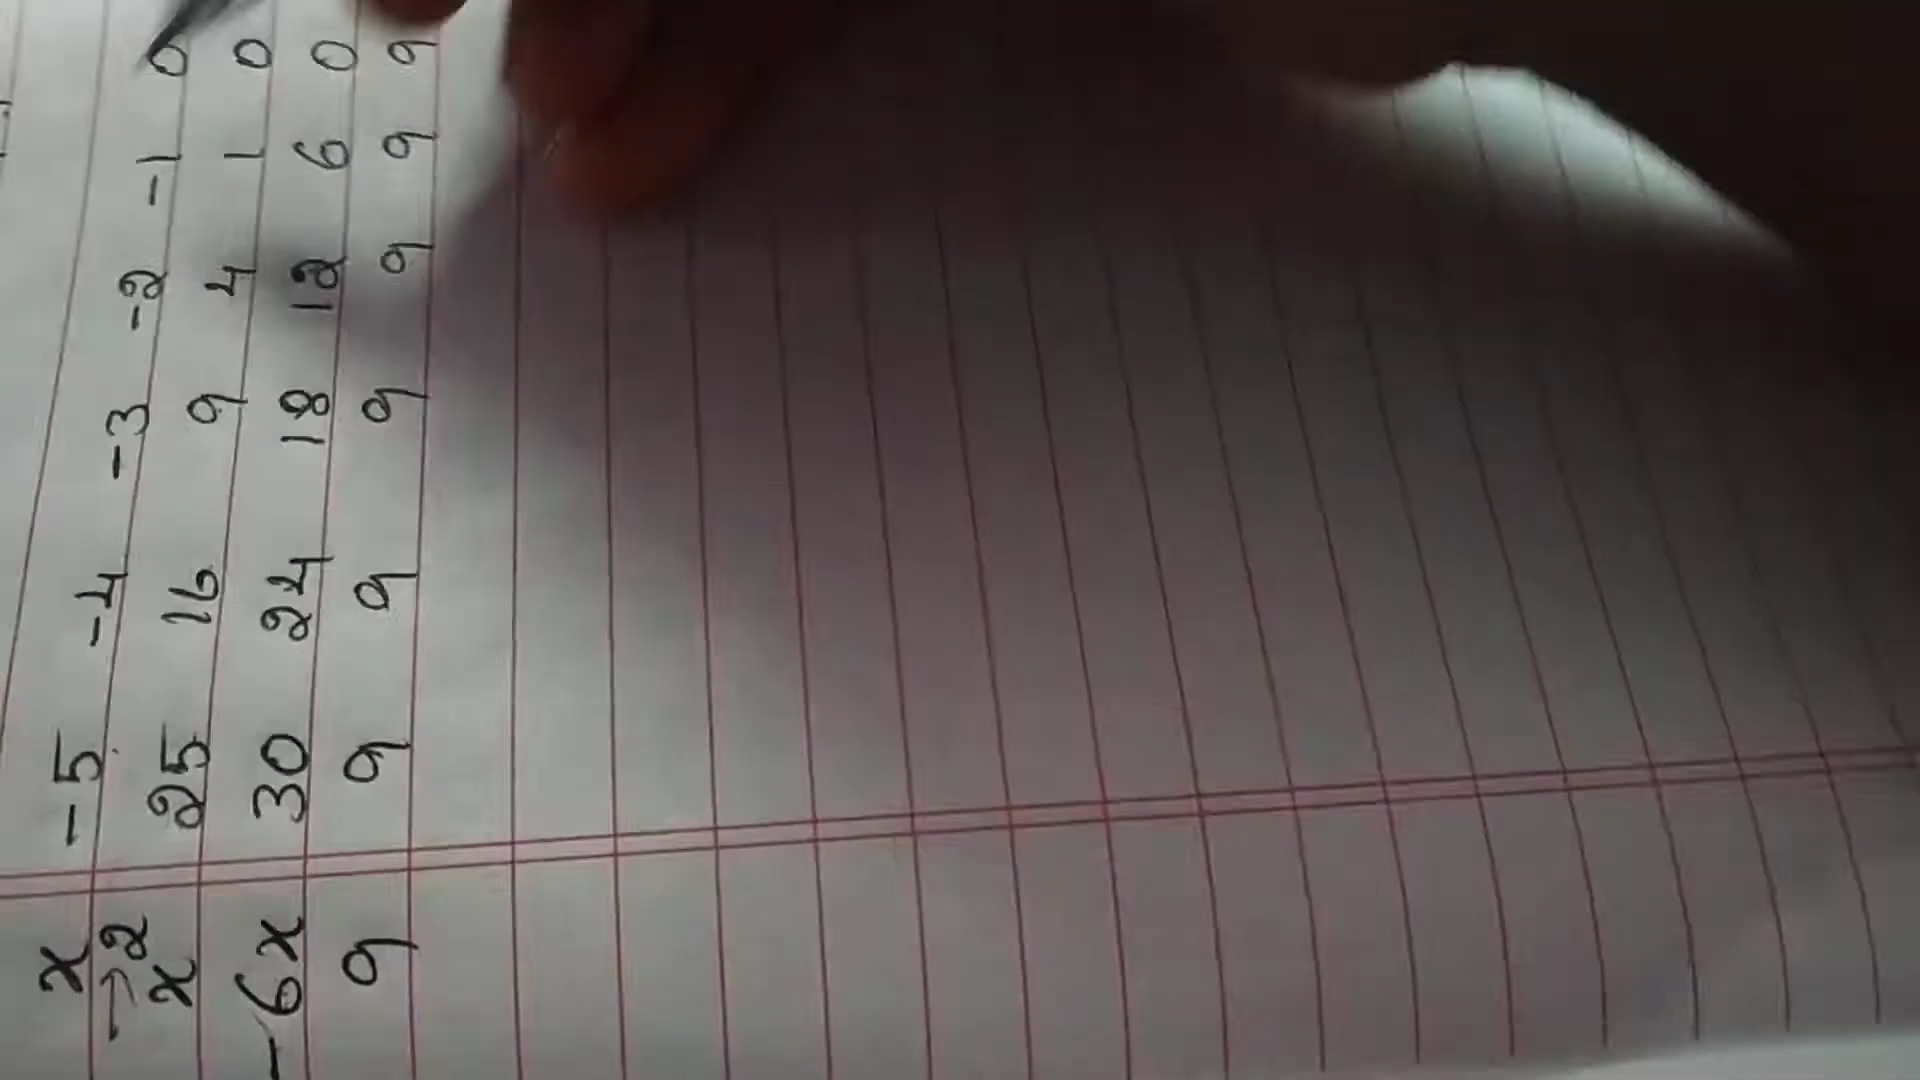 x -5 -4 -3 -2 -1 0
→ x² 25 16 9 4 1 0
-6x 30 24 18 12 6 0
9 9 9 9 9 9 9